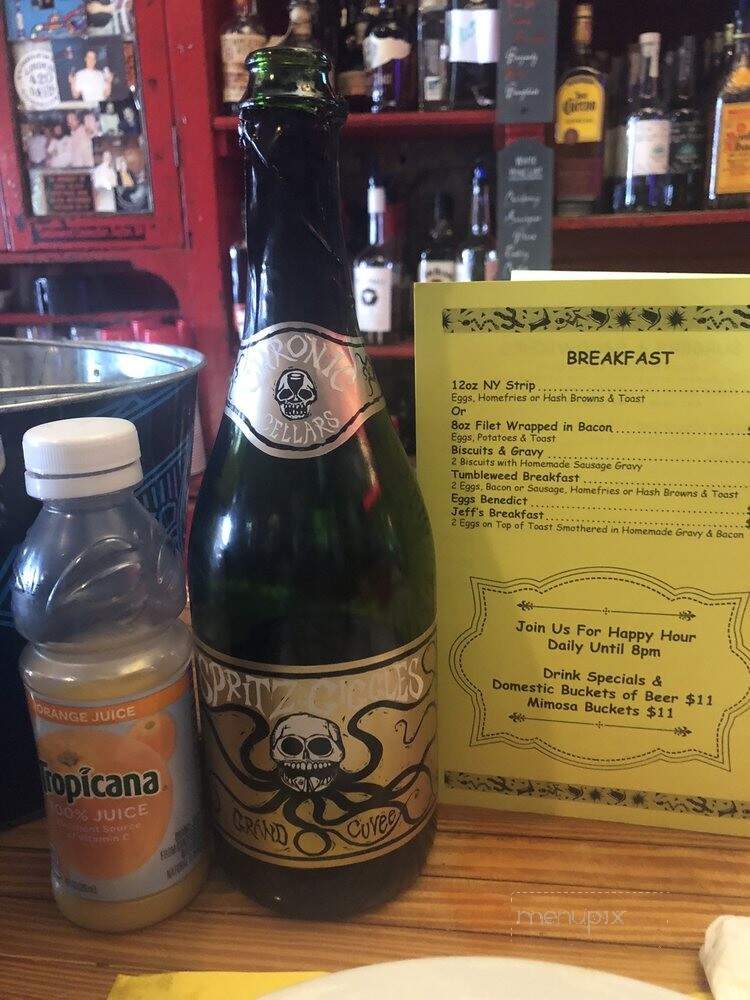 CHRONIC
CELLARS
SPRITZ & GIGGLES
GRAND CUVEE
ORANGE JUICE
Tropicana
100% JUICE
BREAKFAST
12oz NY Strip
Eggs, Homefries or Hash Browns & Toast
Or
8oz Filet Wrapped in Bacon
Eggs, Potatoes & Toast
Biscuits & Gravy
2 Biscuits with Homemade Sausage Gravy
Tumbleweed Breakfast
2 Eggs, Bacon or Sausage, Homefries or Hash Browns & Toast
Eggs Benedict
Jeff's Breakfast
2 Eggs on Top of Toast Smothered in Homemade Gravy & Bacon
Join Us For Happy Hour
Daily Until 8pm
Drink Specials &
Domestic Buckets of Beer $11
Mimosa Buckets $11
menupix